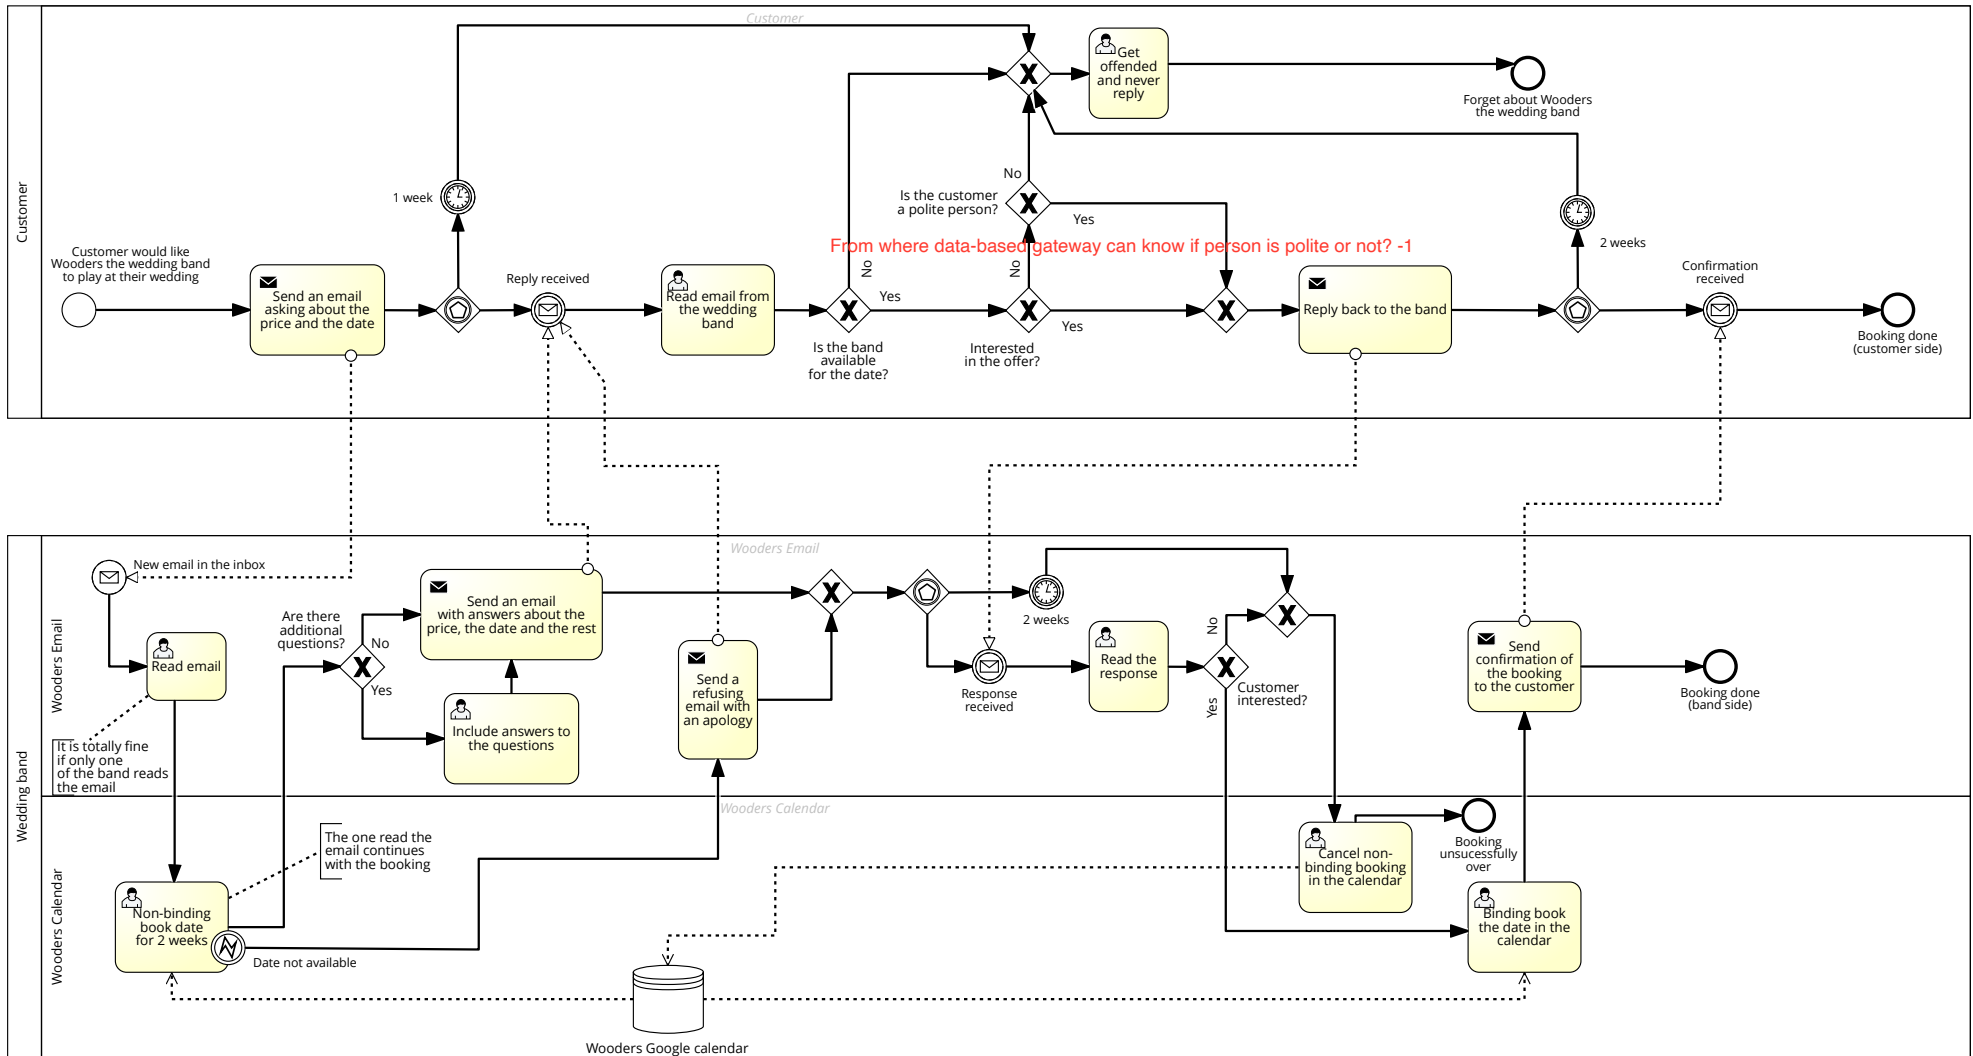 Customer
Customer
Customer would like
Wooders the wedding band
to play at their wedding
Send an email
asking about the
price and the date
1 week
Reply received
Read email from
the wedding
band
Is the band
available
for the date?
No
Yes
Interested
in the offer?
No
Yes
Is the customer
a polite person?
No
Yes
From where data-based gateway can know if person is polite or not? -1
Get
offended
and never
reply
Forget about Wooders
the wedding band
Reply back to the band
2 weeks
Confirmation
received
Booking done
(customer side)
Wedding band
Wooders Email
Wooders Email
New email in the inbox
Read email
It is totally fine
if only one
of the band reads
the email
Are there
additional
questions?
No
Yes
Send an email
with answers about the
price, the date and the rest
Include answers to
the questions
Send a
refusing
email with
an apology
2 weeks
Response
received
Read the
response
No
Yes
Customer
interested?
Send
confirmation of
the booking
to the customer
Booking done
(band side)
Wooders Calendar
Wooders Calendar
The one read the
email continues
with the booking
Non-binding
book date
for 2 weeks
Date not available
Cancel non-
binding booking
in the calendar
Booking
unsucessfully
over
Binding book
the date in the
calendar
Wooders Google calendar